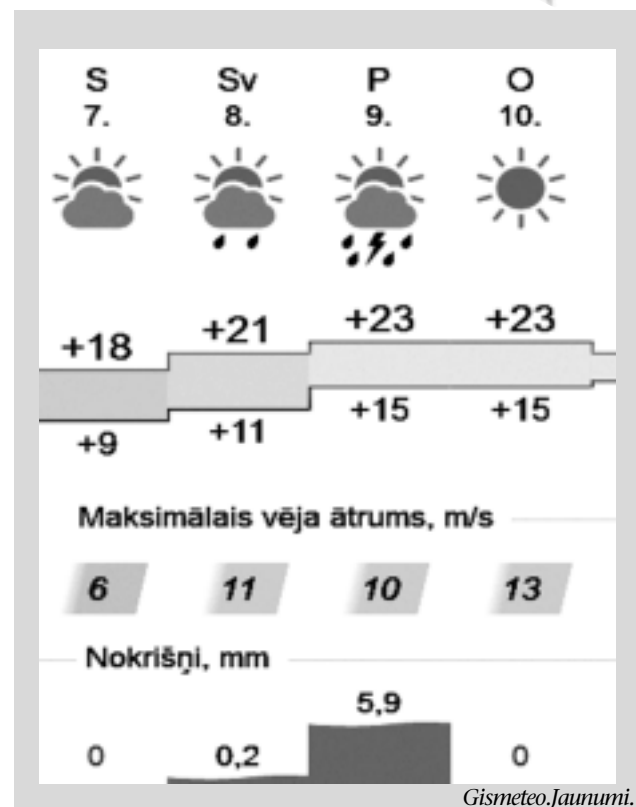 S Sv P O
7. 8. 9. 10.
+18 +21 +23 +23
+9 +11 +15 +15
Maksimālais vēja ātrums, m/s
6 11 10 13
Nokrišņi, mm
0 0,2 5,9 0
Gismeteo.Jaunumi.